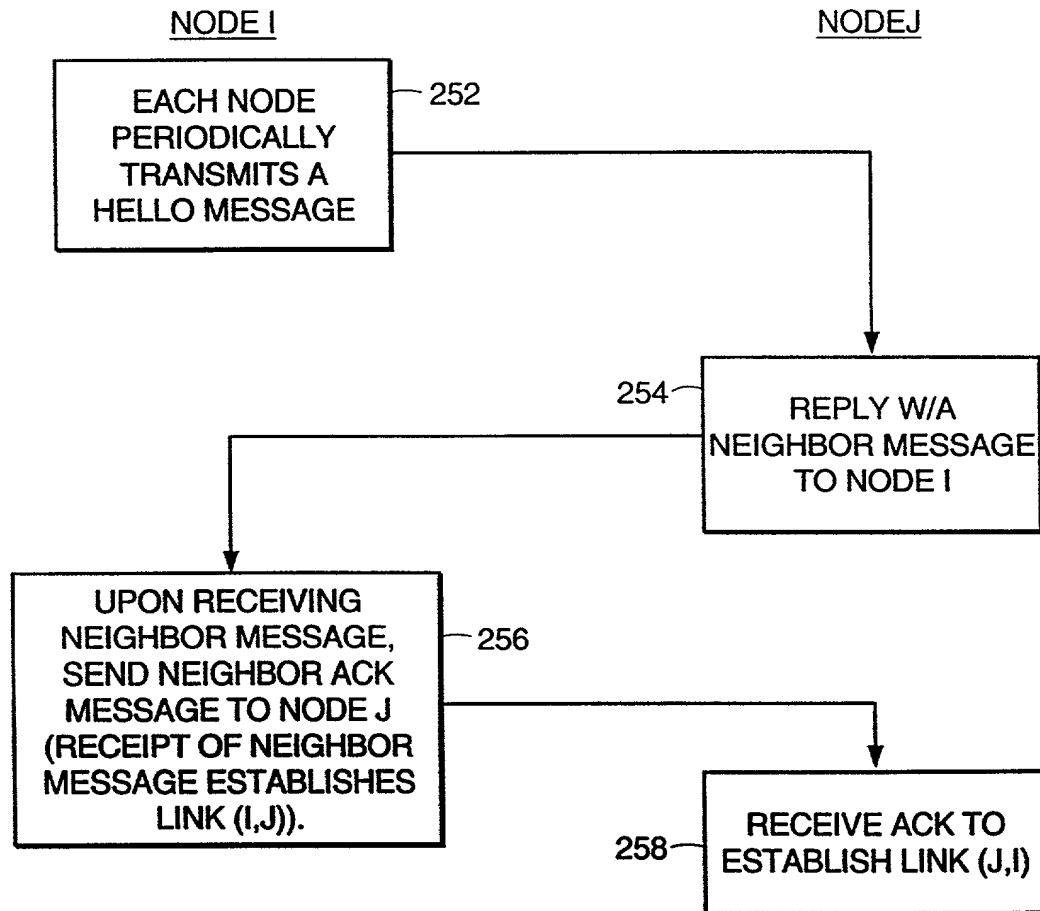 NODE I
NODEJ
EACH NODE
PERIODICALLY
TRANSMITS A
HELLO MESSAGE
252
254
REPLY W/A
NEIGHBOR MESSAGE
TO NODE I
UPON RECEIVING
NEIGHBOR MESSAGE,
SEND NEIGHBOR ACK
MESSAGE TO NODE J
(RECEIPT OF NEIGHBOR
MESSAGE ESTABLISHES
LINK (I,J)).
256
258
RECEIVE ACK TO
ESTABLISH LINK (J,I)